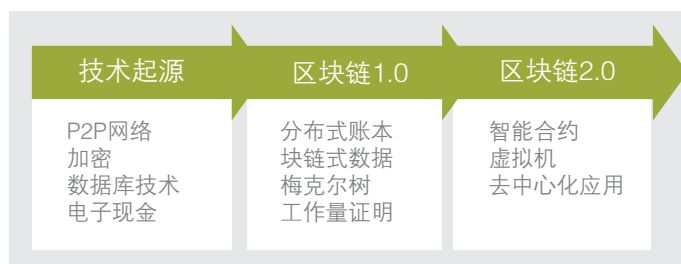 技术起源
P2P网络
加密
数据库技术
电子现金
区块链1.0
分布式账本
块链式数据
梅克尔树
工作量证明
区块链2.0
智能合约
虚拟机
去中心化应用